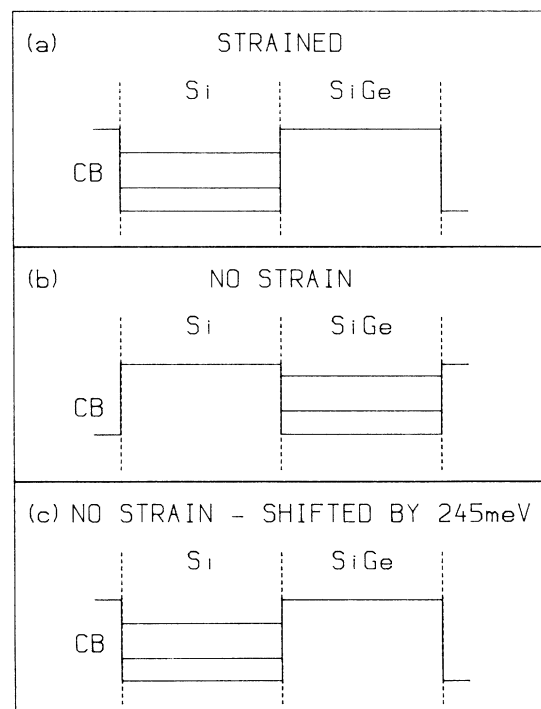 (a) STRAINED
Si SiGe
CB
(b) NO STRAIN
Si SiGe
CB
(c) NO STRAIN - SHIFTED BY 245meV
Si SiGe
CB